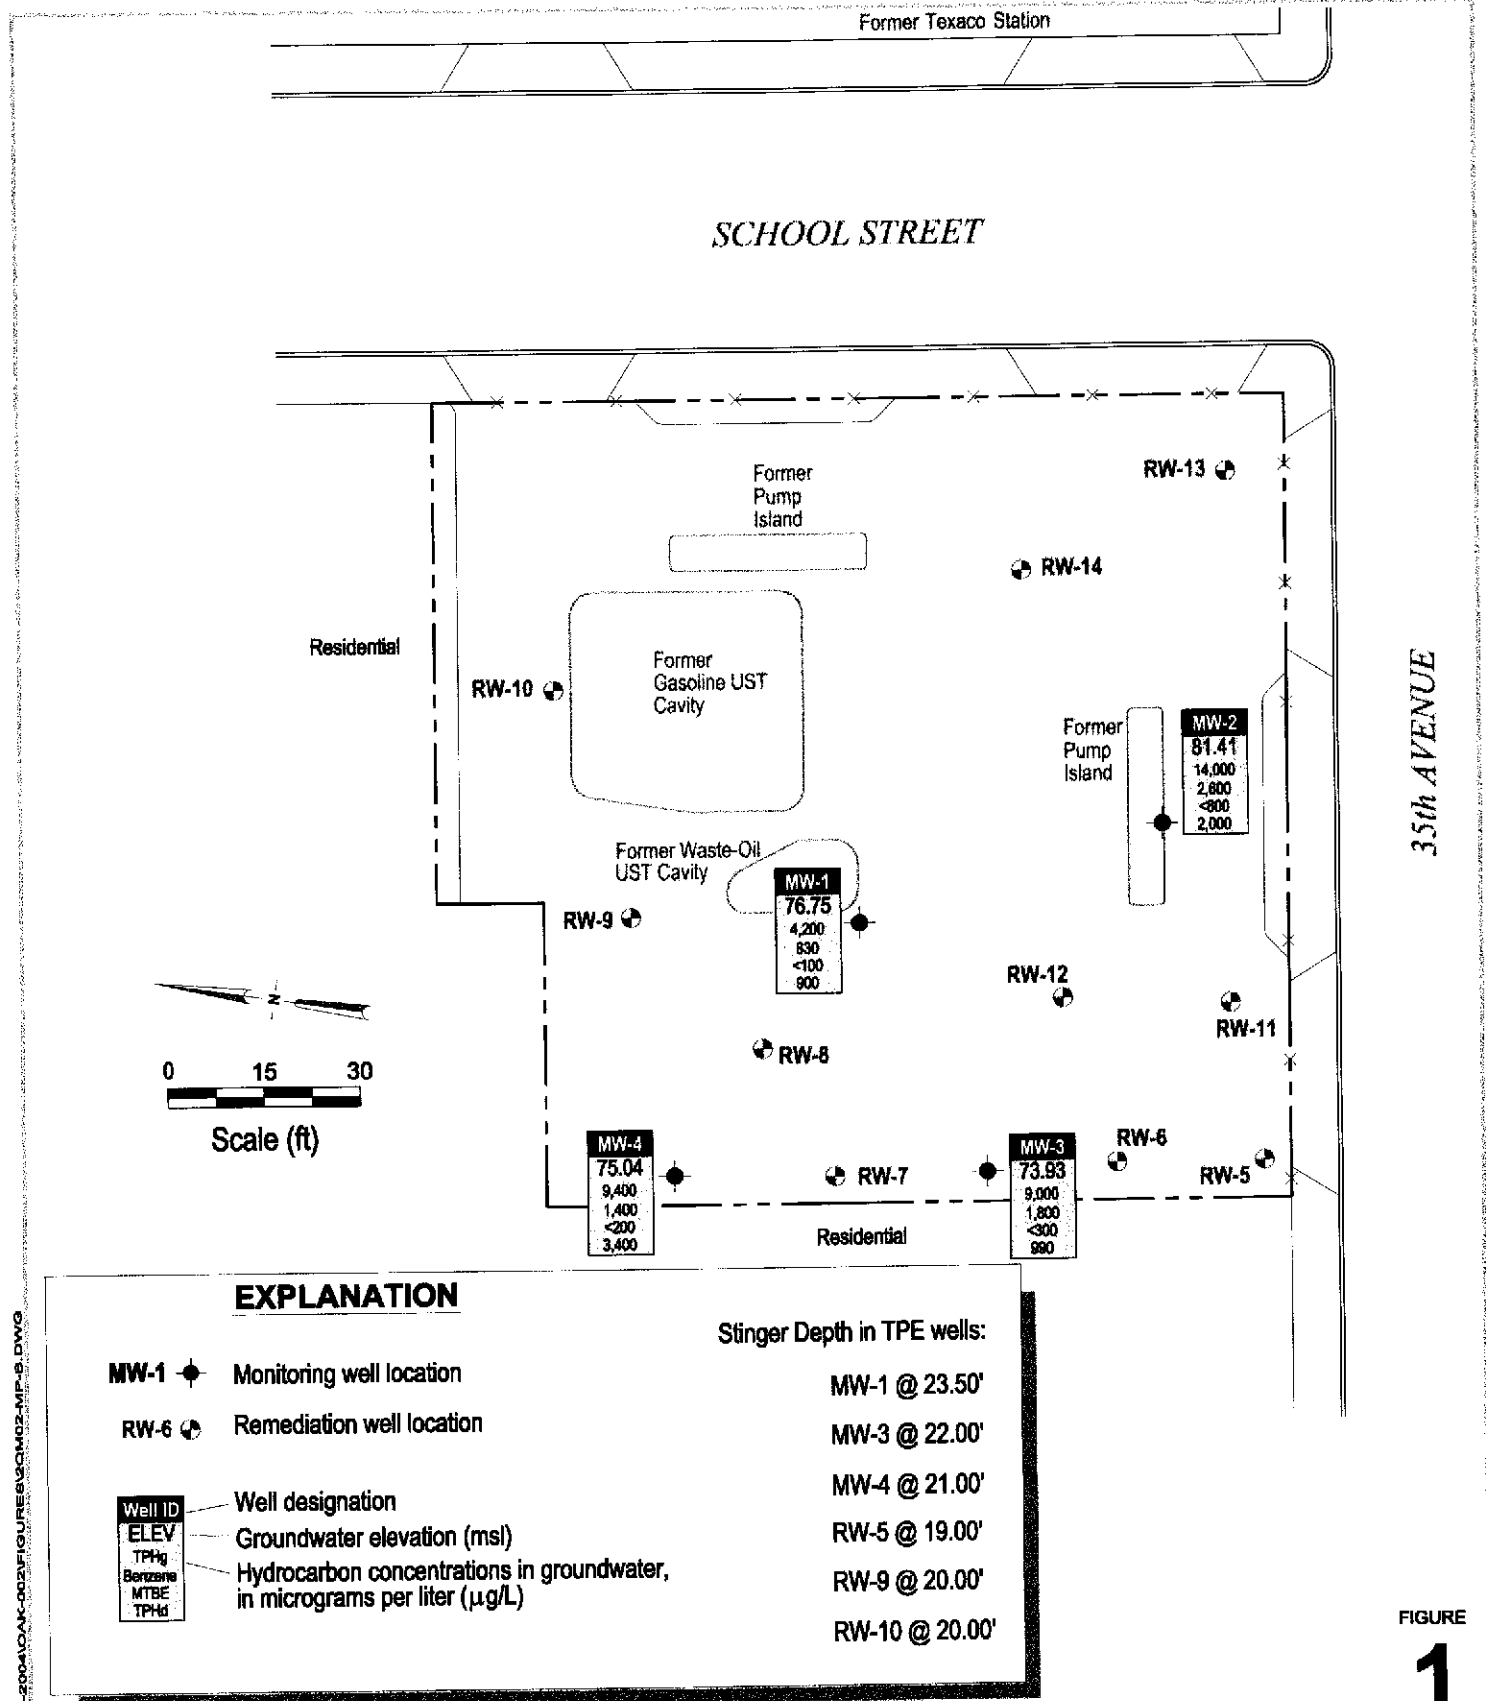 Former Texaco Station
SCHOOL STREET
RW-13
Former
Pump
Island
RW-14
Residential
Former
Gasoline UST
Cavity
RW-10
35th AVENUE
Former
Pump
Island
MW-2
81.41
14,000
2,600
<800
2,000
Former Waste-Oil
UST Cavity
MW-1
76.75
4,200
830
<100
900
RW-9
RW-12
RW-11
N
RW-8
0 15 30
Scale (ft)
MW-4
75.04
9,400
1,400
<200
3,400
RW-7
MW-3
73.93
9,000
1,800
<300
990
RW-6
RW-5
Residential
EXPLANATION
MW-1 Monitoring well location
RW-6 Remediation well location
Well ID
ELEV
TPHg
Benzene
MTBE
TPHd
Well designation
Groundwater elevation (msl)
Hydrocarbon concentrations in groundwater,
in micrograms per liter (μg/L)
Stinger Depth in TPE wells:
MW-1 @ 23.50'
MW-3 @ 22.00'
MW-4 @ 21.00'
RW-5 @ 19.00'
RW-9 @ 20.00'
RW-10 @ 20.00'
-2004\OAK-002\FIGURES\2QM02-MP-B.DWG
FIGURE
1